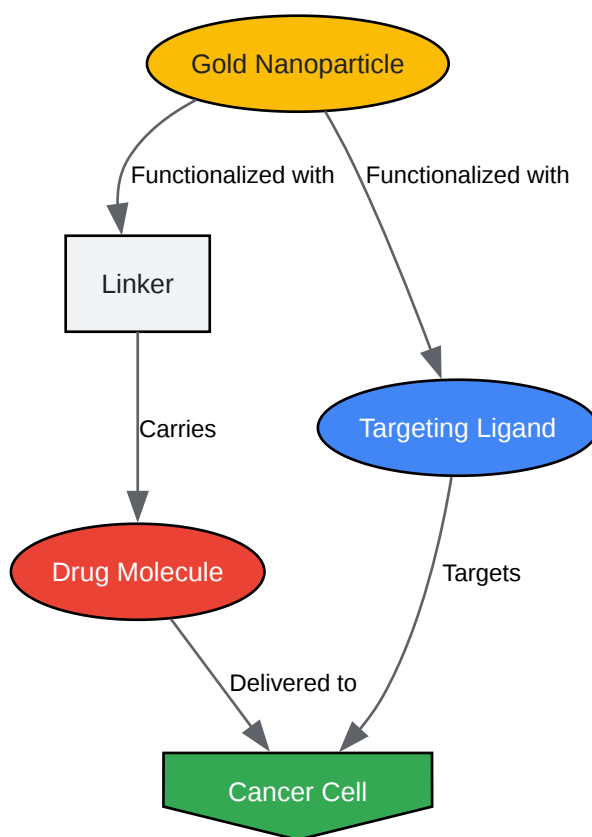 Gold Nanoparticle
Functionalized with
Functionalized with
Linker
Carries
Targeting Ligand
Drug Molecule
Targets
Delivered to
Cancer Cell